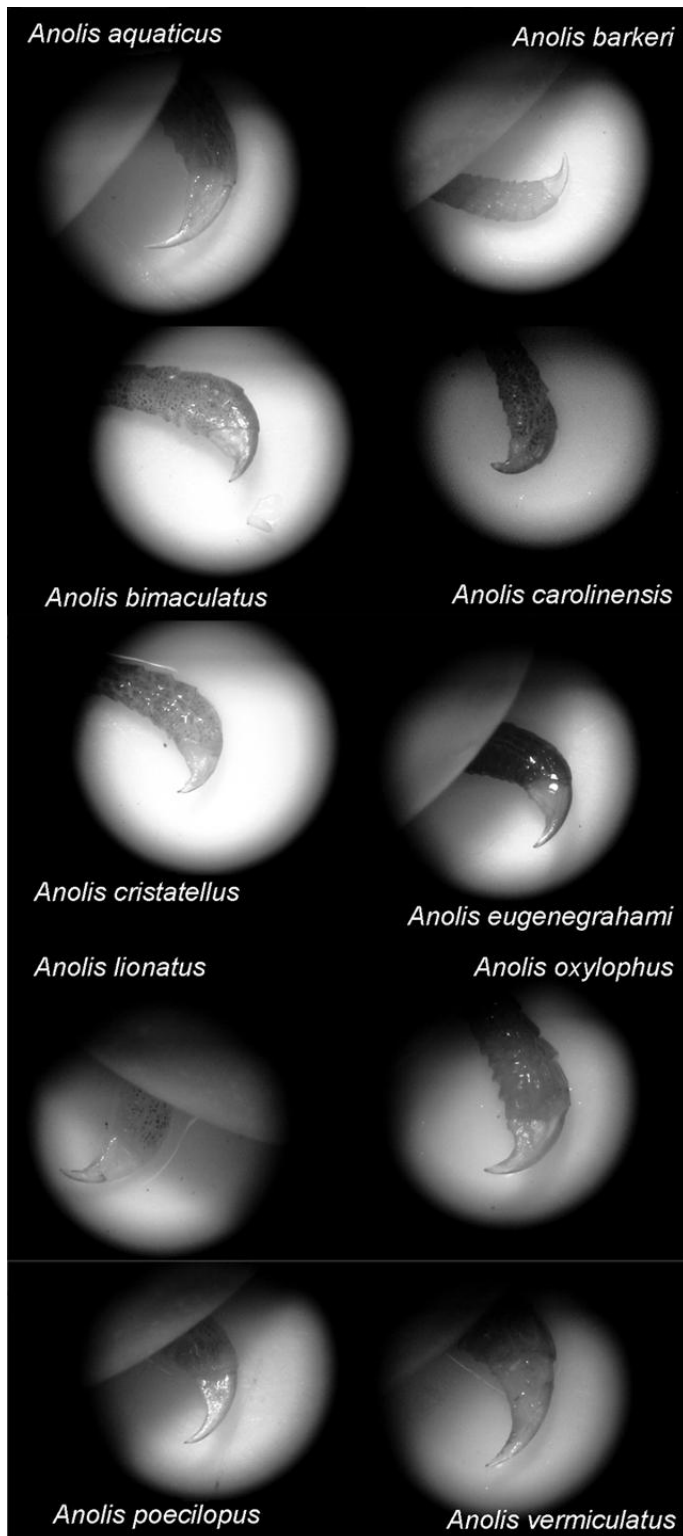 Anolis aquaticus
Anolis barkeri
Anolis bimaculatus
Anolis carolinensis
Anolis cristatellus
Anolis eugenegrahami
Anolis lionatus
Anolis oxylophus
Anolis poecilopus
Anolis vermiculatus